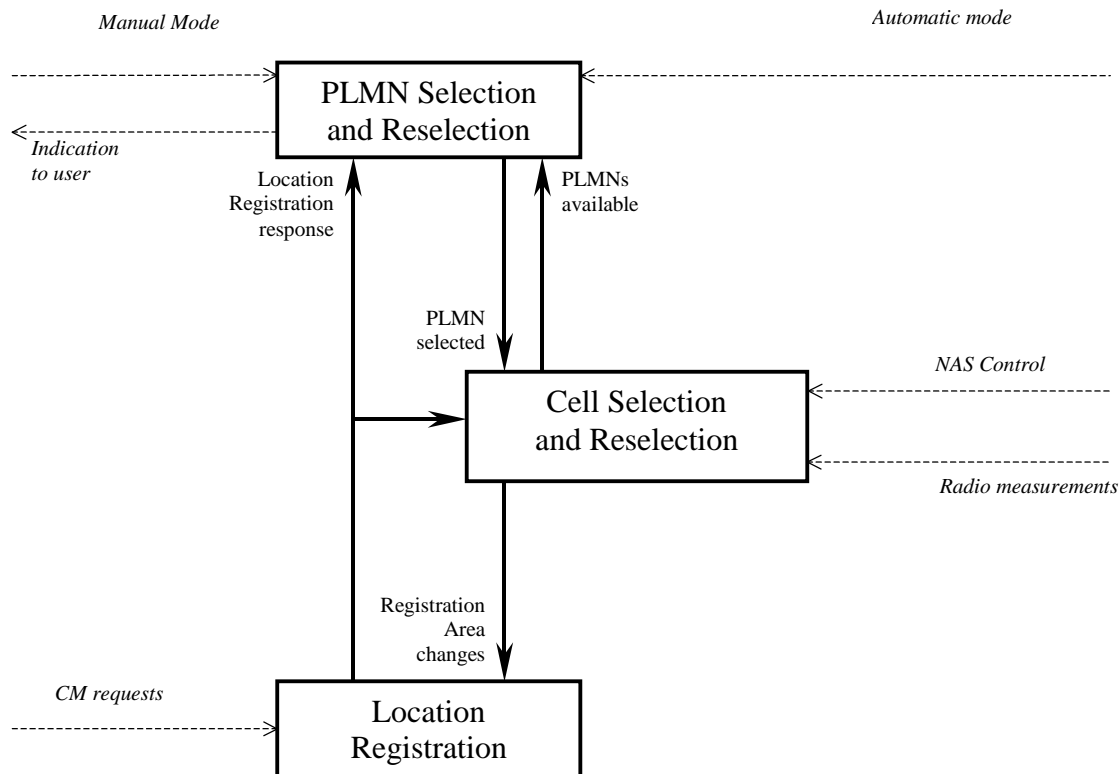 Manual Mode
Automatic mode
PLMN Selection
and Reselection
Indication
to user
Location
Registration
response
PLMNs
available
PLMN
selected
NAS Control
Cell Selection
and Reselection
Radio measurements
Registration
Area
changes
CM requests
Location
Registration